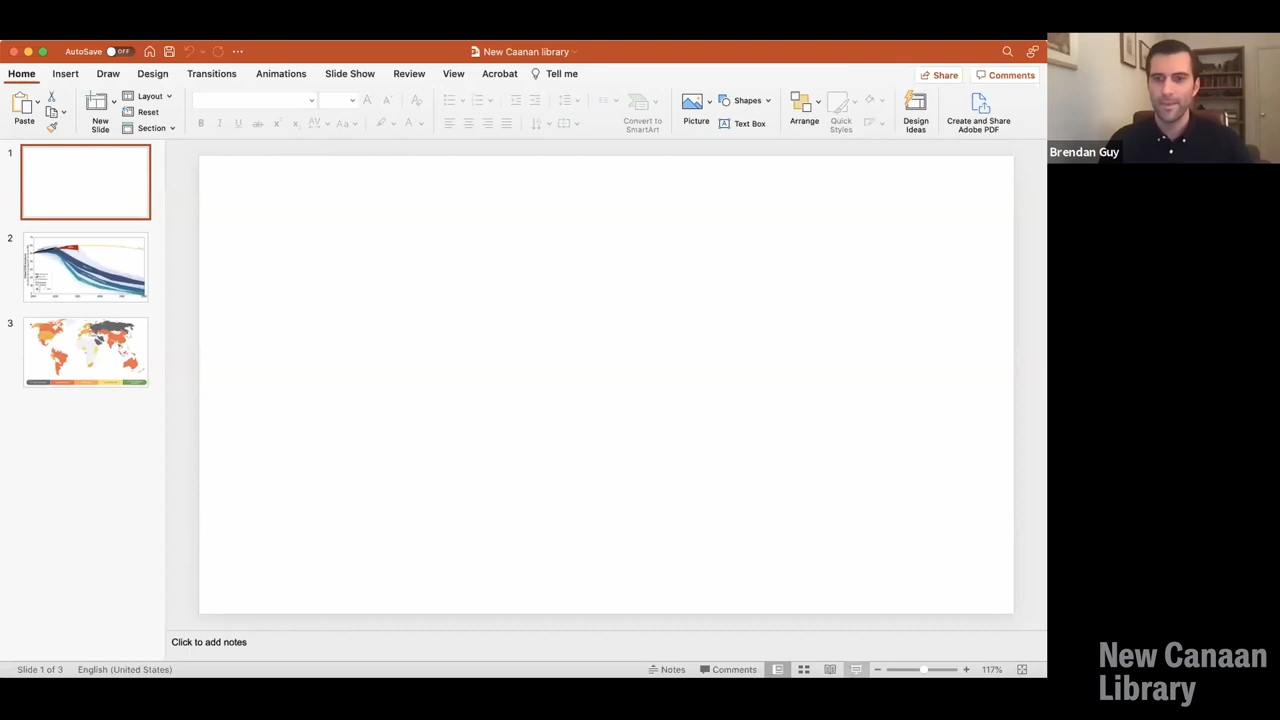 AutoSave OFF
New Caanan library
Home Insert Draw Design Transitions Animations Slide Show Review View Acrobat Tell me
Share Comments
Paste
New
Slide
Layout
Reset
Section
Convert to
SmartArt
Picture
Shapes
Text Box
Arrange
Quick
Styles
Design
Ideas
Create and Share
Adobe PDF
Brendan Guy
1
2
3
Click to add notes
Slide 1 of 3 English (United States) Notes Comments 117%
New Canaan
Library